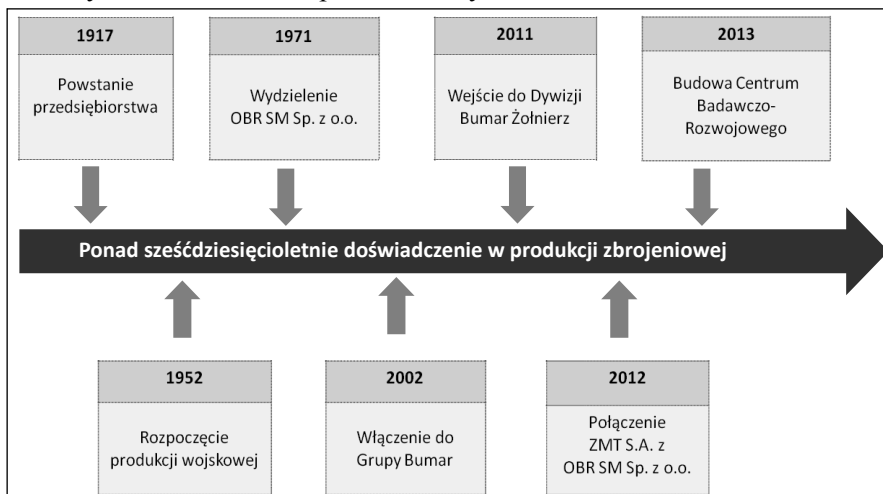 1917
Powstanie
przedsiębiorstwa
1971
Wydzielenie
OBR SM Sp. z o.o.
2011
Wejście do Dywizji
Bumar Żołnierz
2013
Budowa Centrum
Badawczo-
Rozwojowego
Ponad sześćdziesięcioletnie doświadczenie w produkcji zbrojeniowej
1952
Rozpoczęcie
produkcji wojskowej
2002
Włączenie do
Grupy Bumar
2012
Połączenie
ZMT S.A. z
OBR SM Sp. z o.o.